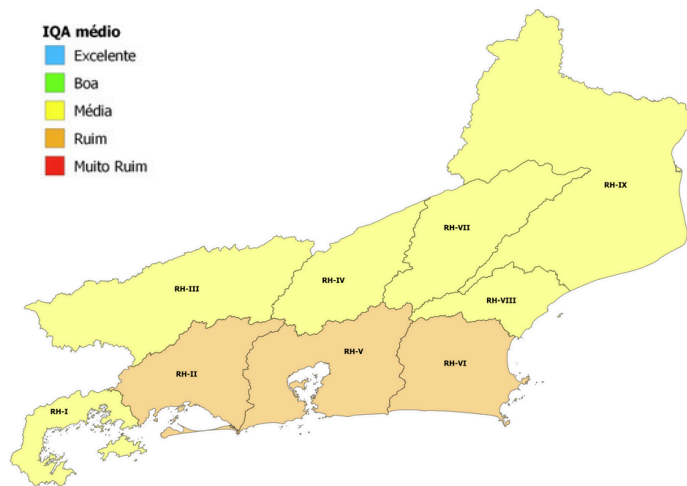 IQA médio
Excelente
Boa
Média
Ruim
Muito Ruim
RH-IX
RH-VII
RH-IV
RH-III
RH-VIII
RH-V
RH-VI
RH-II
RH-I